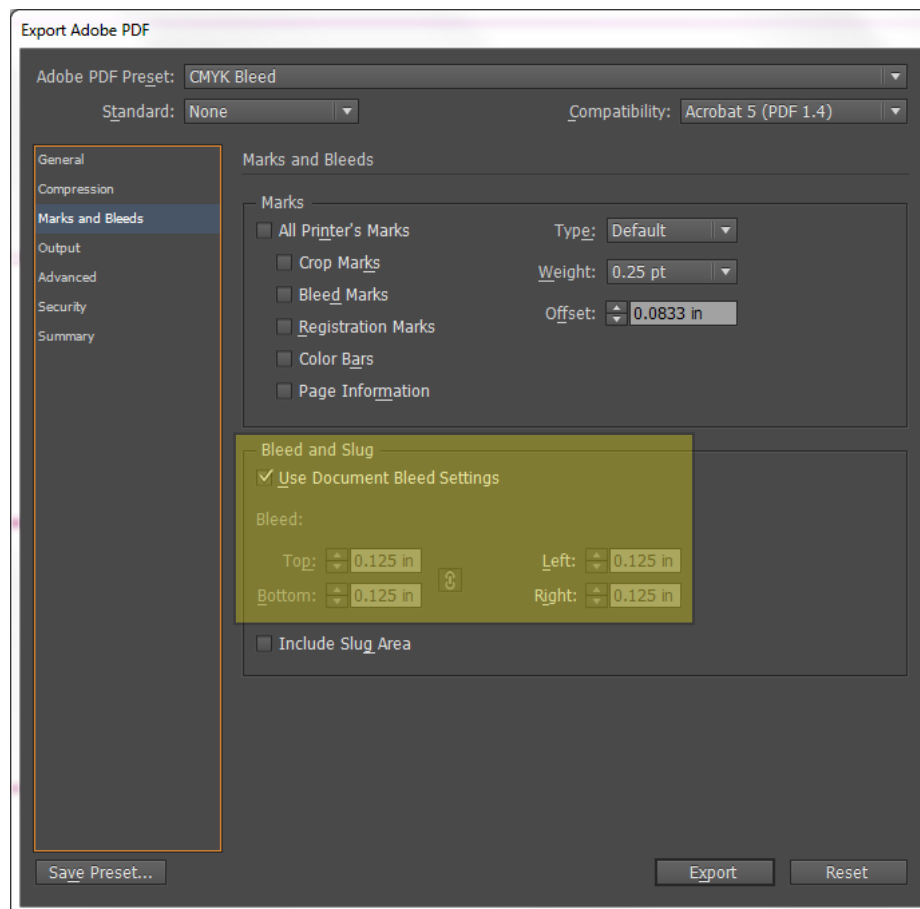 Export Adobe PDF
Adobe PDF Preset: CMYK Bleed
Standard: None Compatibility: Acrobat 5 (PDF 1.4)
General
Compression
Marks and Bleeds
Output
Advanced
Security
Summary
Marks and Bleeds
Marks
All Printer's Marks
Crop Marks
Bleed Marks
Registration Marks
Color Bars
Page Information
Type: Default
Weight: 0.25 pt
Offset: 0.0833 in
Bleed and Slug
Use Document Bleed Settings
Bleed:
Top: 0.125 in Left: 0.125 in
Bottom: 0.125 in Right: 0.125 in
Include Slug Area
Save Preset... Export Reset